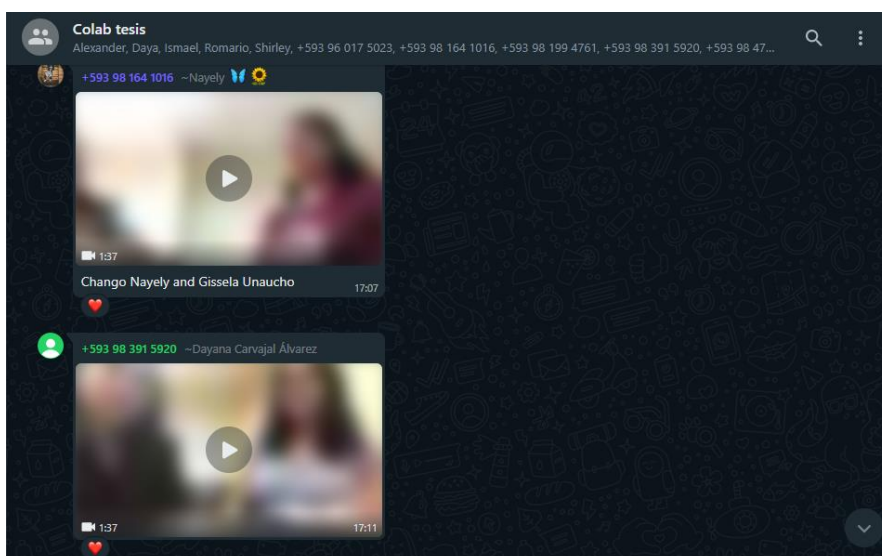 Colab tesis
Alexander, Daya, Ismael, Romario, Shirley, +593 96 017 5023, +593 98 164 1016, +593 98 199 4761, +593 98 391 5920, +593 98 47...
+593 98 164 1016 ~Nayely 🦋 🌻
1:37
Chango Nayely and Gissela Unaucho
17:07
+593 98 391 5920 ~Dayana Carvajal Álvarez
1:37 17:11